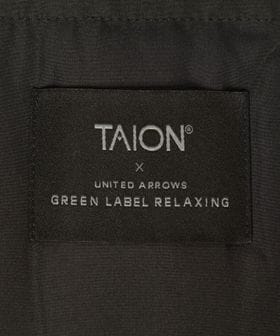 TAION®
×
UNITED ARROWS
GREEN LABEL RELAXING